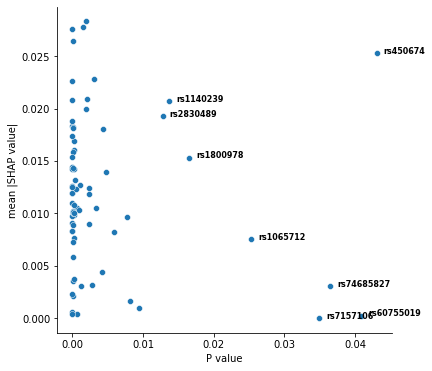 0.025
0.020
0.015
0.010
0.005
0.000
mean |SHAP value|
rs450674
rs1140239
rs2830489
rs1800978
rs1065712
rs74685827
rs7157106
rs60755019
0.00 0.01 0.02 0.03 0.04
P value